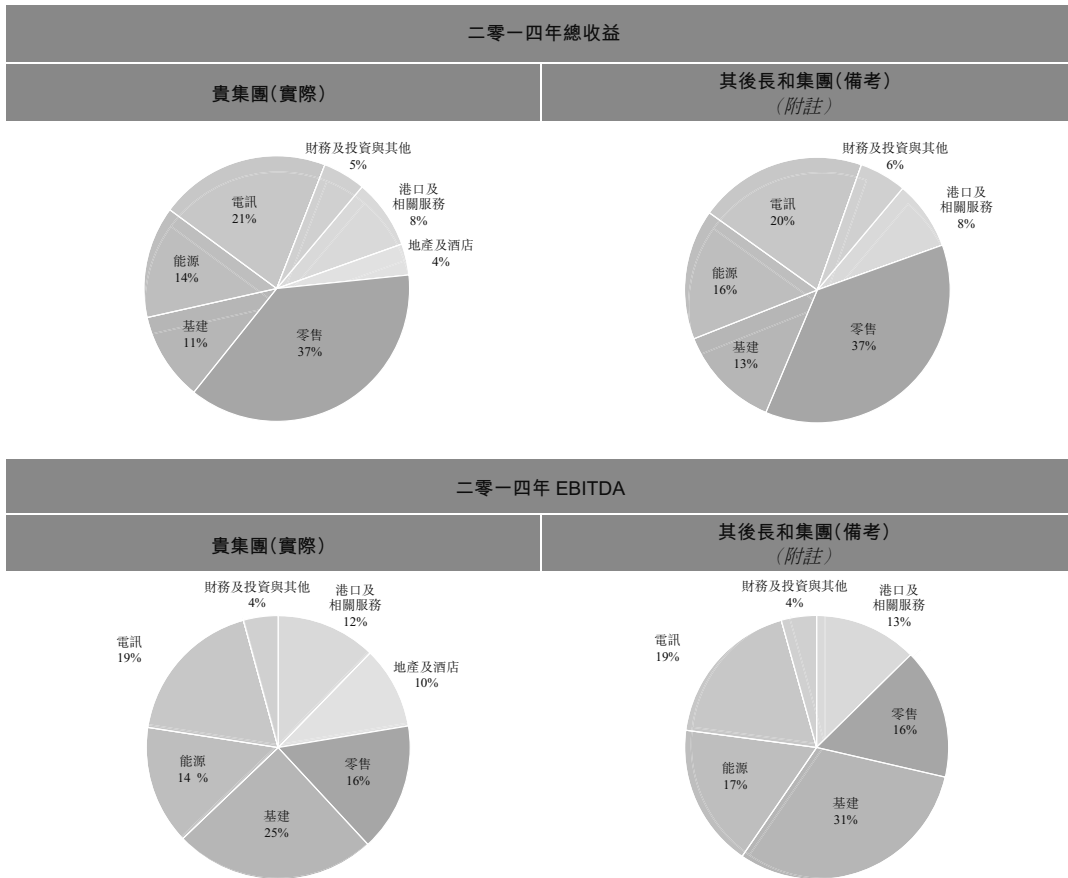 二零一四年總收益
貴集團(實際)
其後長和集團(備考)
(附註)
財務及投資與其他
5%
港口及
相關服務
8%
地產及酒店
4%
電訊
21%
能源
14%
基建
11%
零售
37%
財務及投資與其他
6%
港口及
相關服務
8%
電訊
20%
能源
16%
基建
13%
零售
37%
二零一四年 EBITDA
貴集團(實際)
其後長和集團(備考)
(附註)
財務及投資與其他
4%
港口及
相關服務
12%
地產及酒店
10%
電訊
19%
能源
14 %
零售
16%
基建
25%
財務及投資與其他
4%
港口及
相關服務
13%
電訊
19%
零售
16%
能源
17%
基建
31%